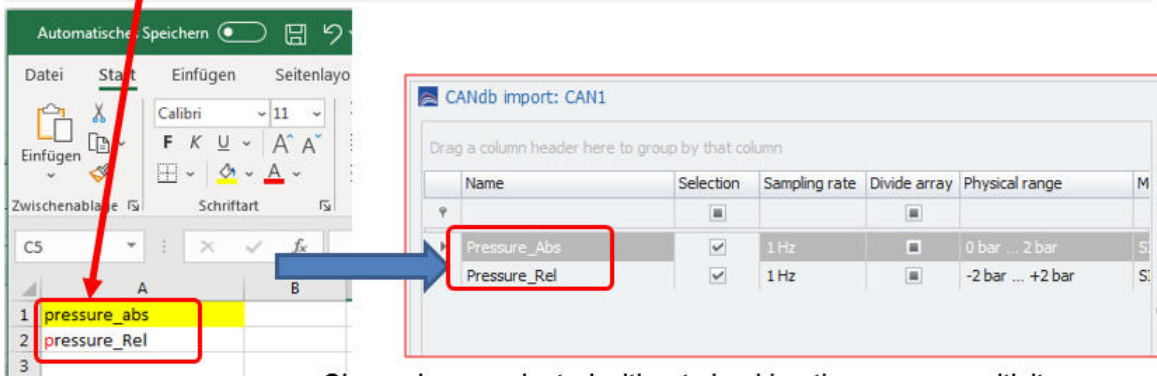 Automatisches Speichern
Datei Start Einfügen Seitenlayo
Calibri 11
Einfügen
F K U A A
A
Zwischenablage Schriftart
C5 fx
A B
1 pressure_abs
2 pressure_Rel
3
CANdb import: CAN1
Drag a column header here to group by that column
Name Selection Sampling rate Divide array Physical range M
Pressure_Abs 1 Hz 0 bar ... 2 bar
Pressure_Rel 1 Hz -2 bar ... +2 bar